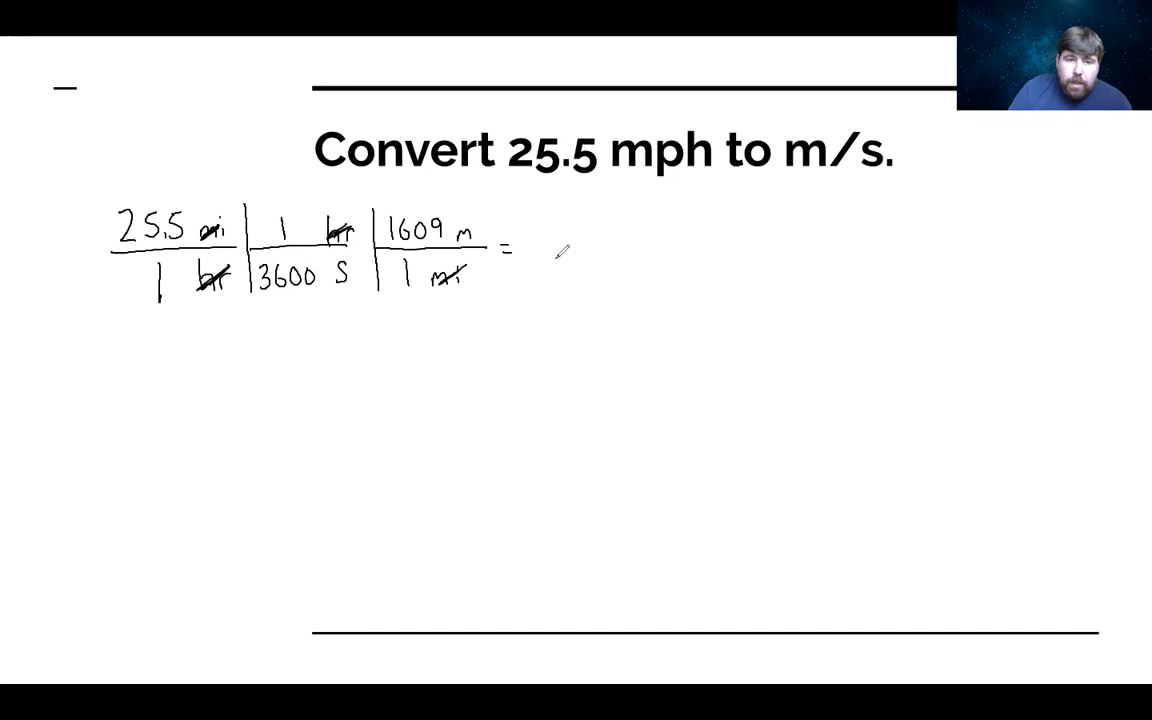 Convert 25.5 mph to m/s.
25.5 mi | 1 hr | 1609 m =
1 hr | 3600 S | 1 mi